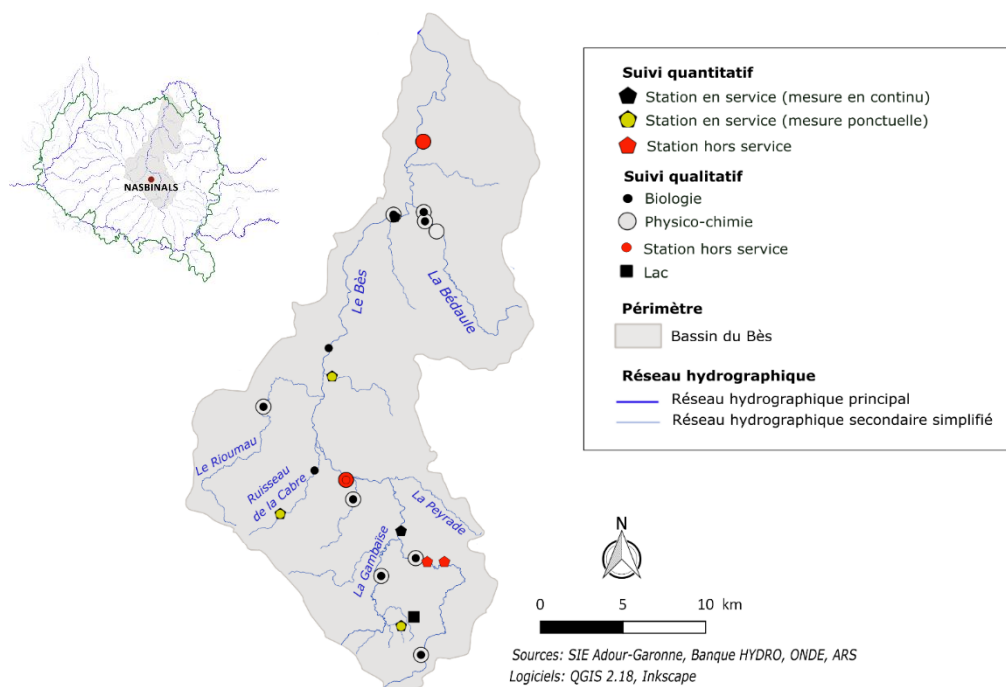 NASBINALS
Le Bès
La Bédaule
Le Rioumau
Ruisseau
de la Cabre
La Peyrade
La Gambaïse
Suivi quantitatif
Station en service (mesure en continu)
Station en service (mesure ponctuelle)
Station hors service
Suivi qualitatif
Biologie
Physico-chimie
Station hors service
Lac
Périmètre
Bassin du Bès
Réseau hydrographique
Réseau hydrographique principal
Réseau hydrographique secondaire simplifié
N
0 5 10 km
Sources: SIE Adour-Garonne, Banque HYDRO, ONDE, ARS
Logiciels: QGIS 2.18, Inkscape